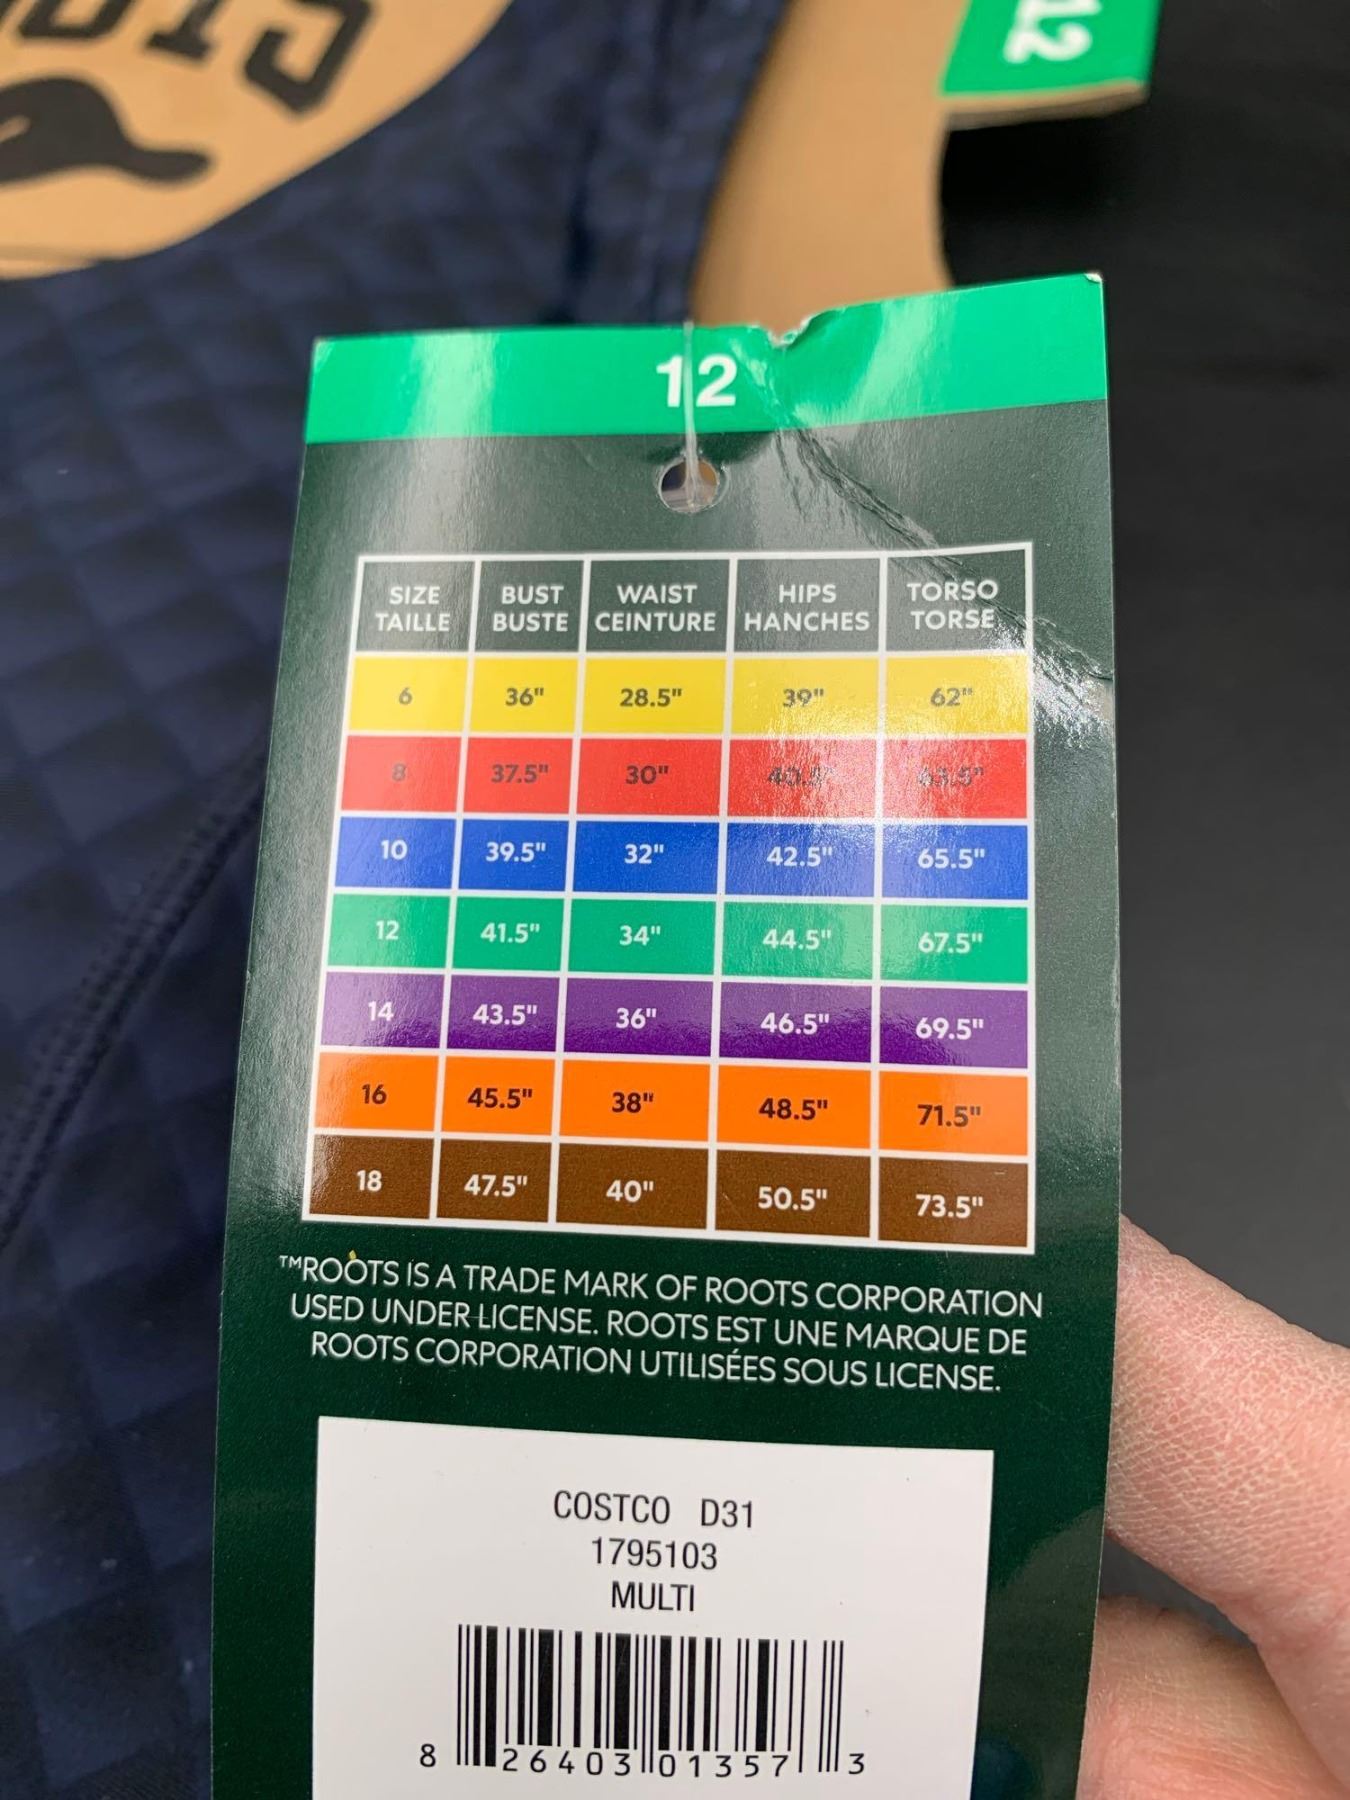 12
12
SIZE BUST WAIST HIPS TORSO
TAILLE BUSTE CEINTURE HANCHES TORSE
6 36" 28.5" 39" 62"
8 37.5" 30" 40.5" 63.5"
10 39.5" 32" 42.5" 65.5"
12 41.5" 34" 44.5" 67.5"
14 43.5" 36" 46.5" 69.5"
16 45.5" 38" 48.5" 71.5"
18 47.5" 40" 50.5" 73.5"
™ROOTS IS A TRADE MARK OF ROOTS CORPORATION
USED UNDER LICENSE. ROOTS EST UNE MARQUE DE
ROOTS CORPORATION UTILISÉES SOUS LICENSE.
COSTCO D31
1795103
MULTI
8 26403 01357 3